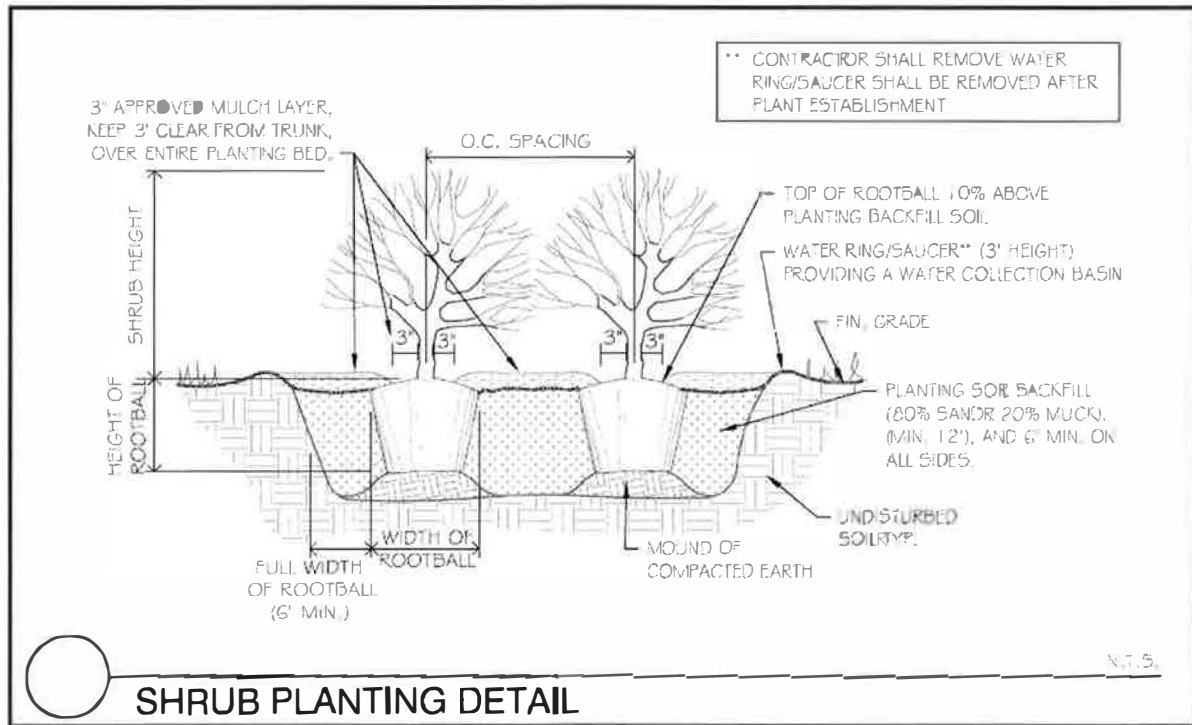 ** CONTRACTOR SHALL REMOVE WATER
RING/SAUCER SHALL BE REMOVED AFTER
PLANT ESTABLISHMENT
3" APPROVED MULCH LAYER,
KEEP 3' CLEAR FROM TRUNK,
OVER ENTIRE PLANTING BED.
O.C. SPACING
TOP OF ROOTBALL 10% ABOVE
PLANTING BACKFILL SOIL
WATER RING/SAUCER** (3' HEIGHT)
PROVIDING A WATER COLLECTION BASIN
SHRUB HEIGHT
FIN. GRADE
3" 3" 3" 3"
HEIGHT OF
ROOTBALL
PLANTING SOIL BACKFILL
(80% SAND 20% MUCK),
(MIN. 12'), AND 6" MIN. ON
ALL SIDES.
UNDISTURBED
SOIL TYP.
WIDTH OF
ROOTBALL
MOUND OF
COMPACTED EARTH
FULL WIDTH
OF ROOTBALL
(6' MIN.)
N.T.S.
SHRUB PLANTING DETAIL